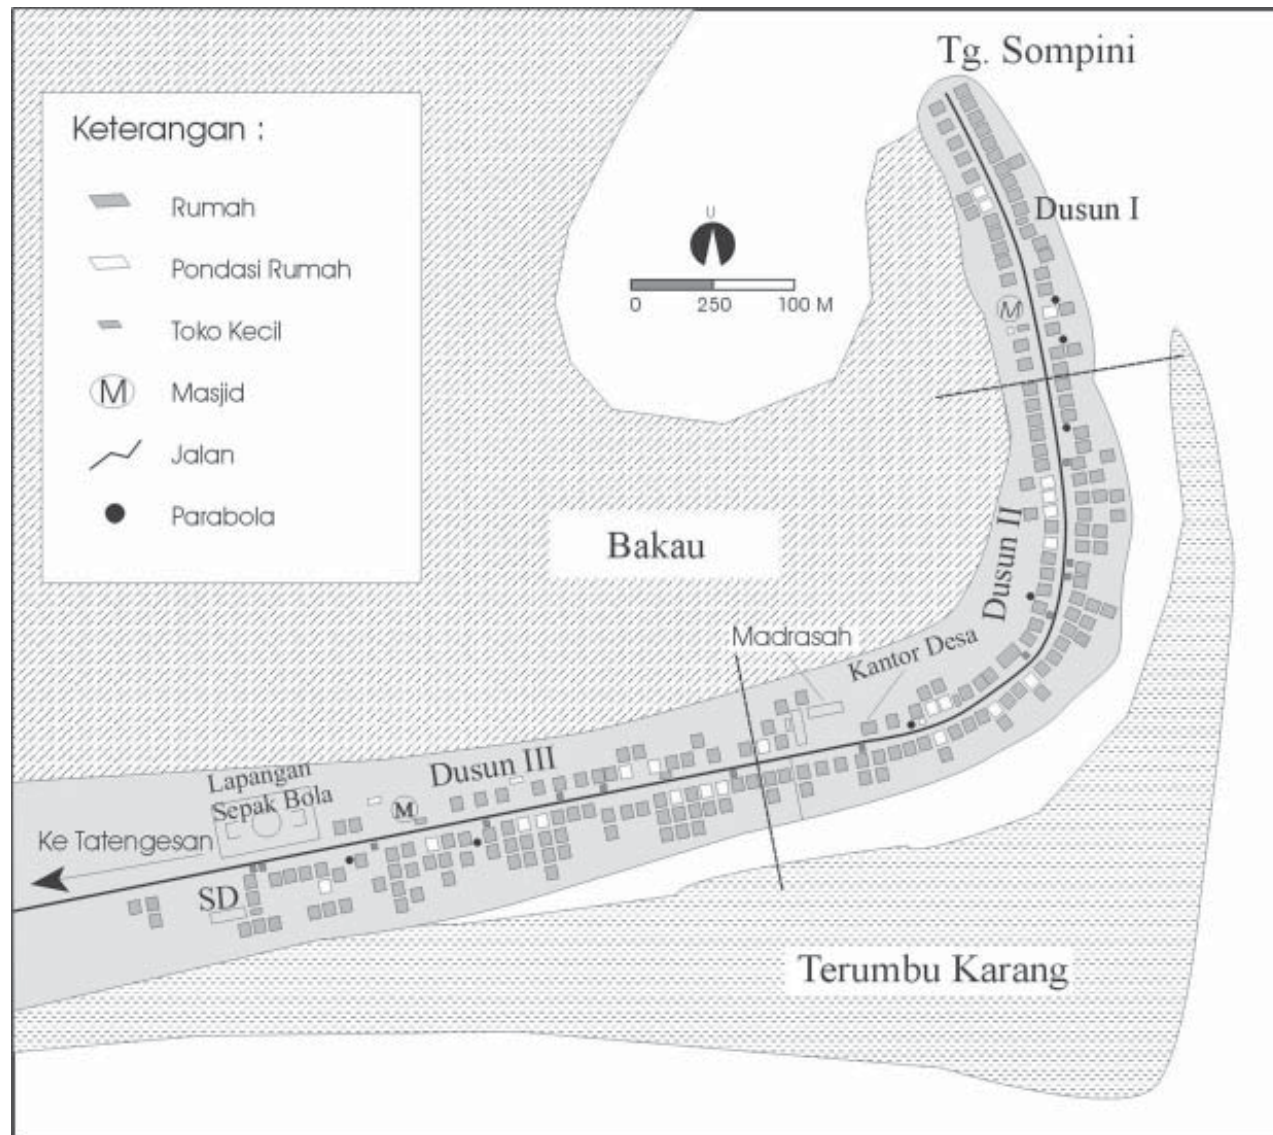 Tg. Sompini
Keterangan :
Rumah
Pondasi Rumah
Toko Kecil
M
Masjid
Jalan
Parabola
U
0 250 100 M
Dusun I
M
Bakau
Dusun II
Madrasah
Kantor Desa
Dusun III
Lapangan
Sepak Bola
M
Ke Tatengesan
SD
Terumbu Karang